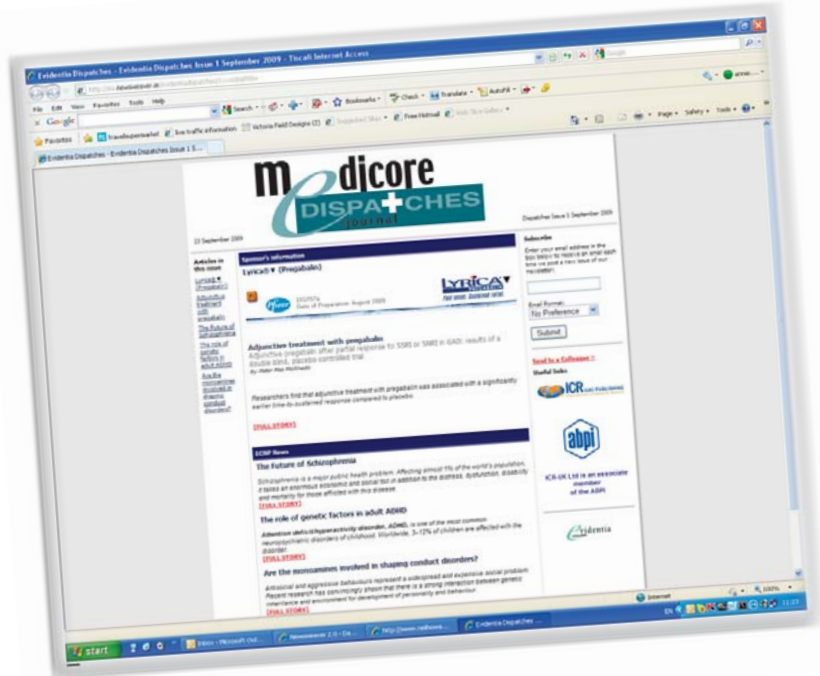 Evidentia Dispatches - Evidentia Dispatches Issue 1 September 2009 - Tiscali Internet Access
File Edit View Favorites Tools Help
Google
Search
Bookmarks
Check
Translate
AutoFill
Favorites
travelsupermarket
live traffic information
Victoria Field Designs (2)
Suggested Sites
Free Hotmail
Web Slice Gallery
Page Safety Tools
Evidentia Dispatches - Evidentia Dispatches Issue 1 S...
medicore
DISPATCHES
journal
23 September 2009
Dispatches Issue 1 September 2009
Articles in
this issue
Lyrica® ▼
(Pregabalin)
Adjunctive
treatment
with
pregabalin
The Future of
Schizophrenia
The role of
genetic
factors in
adult ADHD
Are the
monoamines
involved in
shaping
conduct
disorders?
Sponsor's information
Lyrica®▼ (Pregabalin)
Pfizer
Date of Preparation: August 2009
LYRICA▼
Adjunctive treatment with pregabalin
Adjunctive pregabalin after partial response to SSRI or SNRI in GAD: results of a
double-blind, placebo-controlled trial
Researchers find that adjunctive treatment with pregabalin was associated with a significantly
earlier time-to-sustained response compared to placebo.
[FULL STORY]
ECNP News
The Future of Schizophrenia
Schizophrenia is a major public health problem. Affecting almost 1% of the world's population,
it takes an enormous economic and social toll in addition to the distress, dysfunction, disability
and mortality for those afflicted with this disease.
[FULL STORY]
The role of genetic factors in adult ADHD
Attention deficit hyperactivity disorder, ADHD, is one of the most common
neuropsychiatric disorders of childhood. Worldwide, 3–12% of children are affected with the
disorder.
[FULL STORY]
Are the monoamines involved in shaping conduct disorders?
Antisocial and aggressive behaviours represent a widespread and expensive social problem.
Recent research has convincingly shown that there is a strong interaction between genetic
inheritance and environment for development of personality and behaviour.
[FULL STORY]
Subscribe
Enter your email address in the
box below to receive an email each
time we post a new issue of our
newsletter:
Email Format:
No Preference
Submit
Send to a Colleague >
Useful links
ICR
abpi
ICR-UK Ltd is an associate
member
of the ABPI
Evidentia
Internet
100%
start
Inbox - Microsoft Out...
Newsweaver 2.0 - Da...
Evidentia Dispatches ...
EN